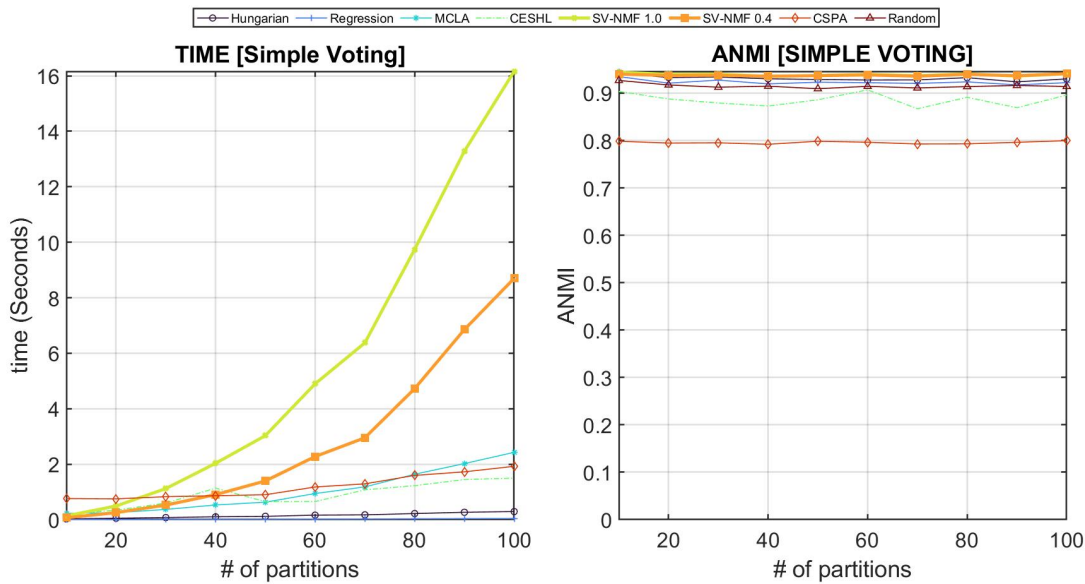 Hungarian Regression MCLA CESHL SV-NMF 1.0 SV-NMF 0.4 CSPA Random
TIME [Simple Voting]
16
14
12
10
8
6
4
2
0
time (Seconds)
20 40 60 80 100
# of partitions
ANMI [SIMPLE VOTING]
0.9
0.8
0.7
0.6
0.5
0.4
0.3
0.2
0.1
0
ANMI
20 40 60 80 100
# of partitions